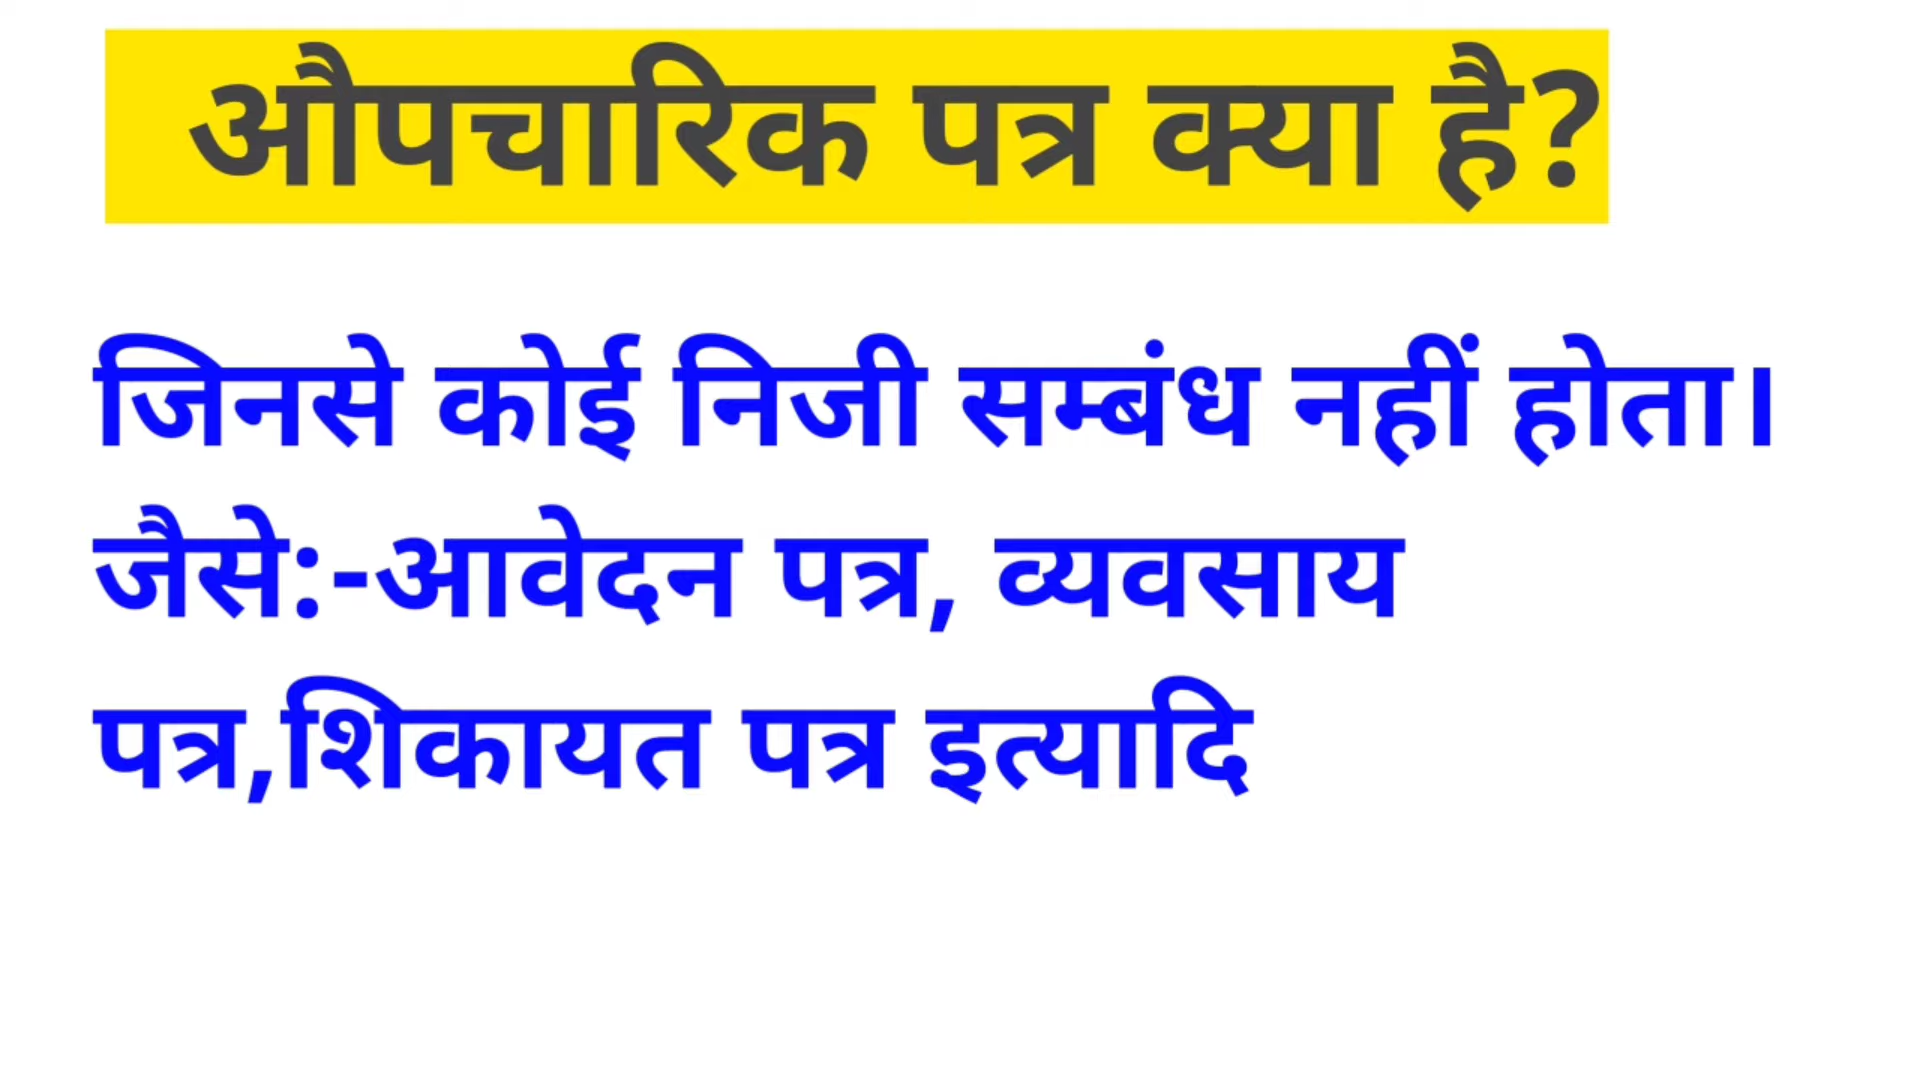 औपचारिक पत्र क्या है?
जिनसे कोई निजी सम्बंध नहीं होता।
जैसे:-आवेदन पत्र, व्यवसाय
पत्र,शिकायत पत्र इत्यादि